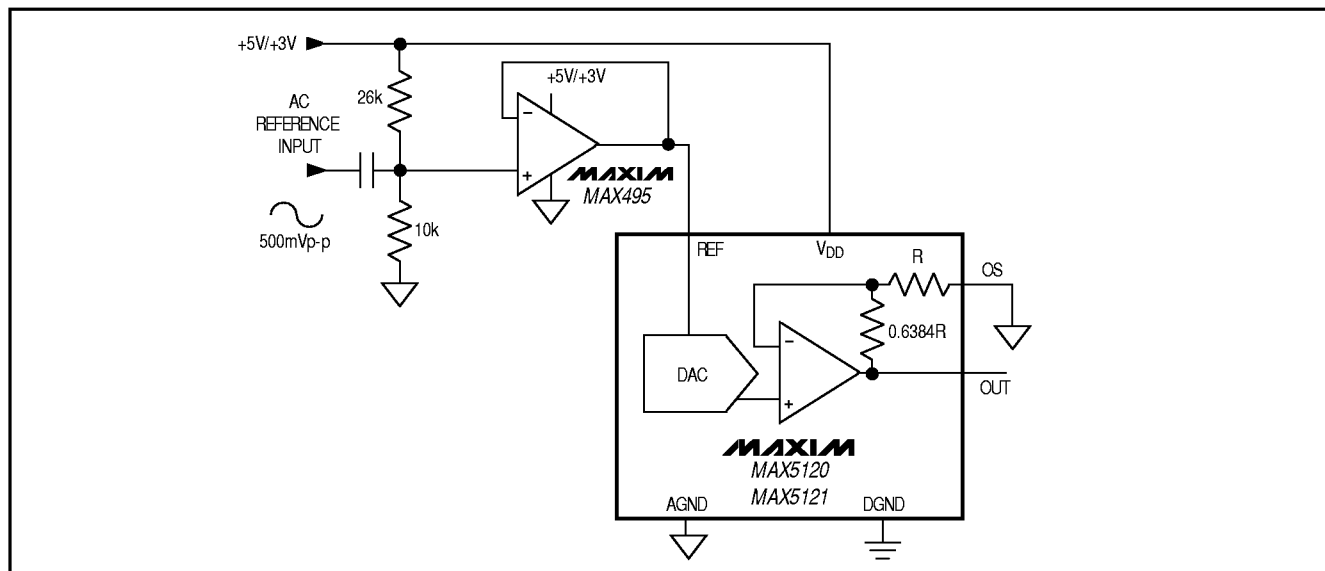 +5V/+3V
26k
+5V/+3V
AC
REFERENCE
INPUT
−
+
MAXIM
MAX495
10k
500mVp-p
REF
VDD
R
OS
0.6384R
−
DAC
+
OUT
MAXIM
MAX5120
MAX5121
AGND
DGND